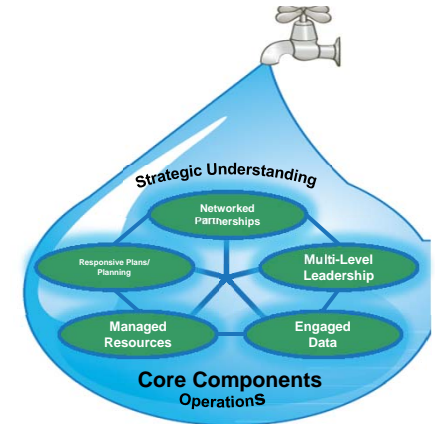 Strategic Understanding
Networked
Partnerships
Responsive Plans/
Planning
Multi-Level
Leadership
Managed
Resources
Engaged
Data
Core Components
Operations